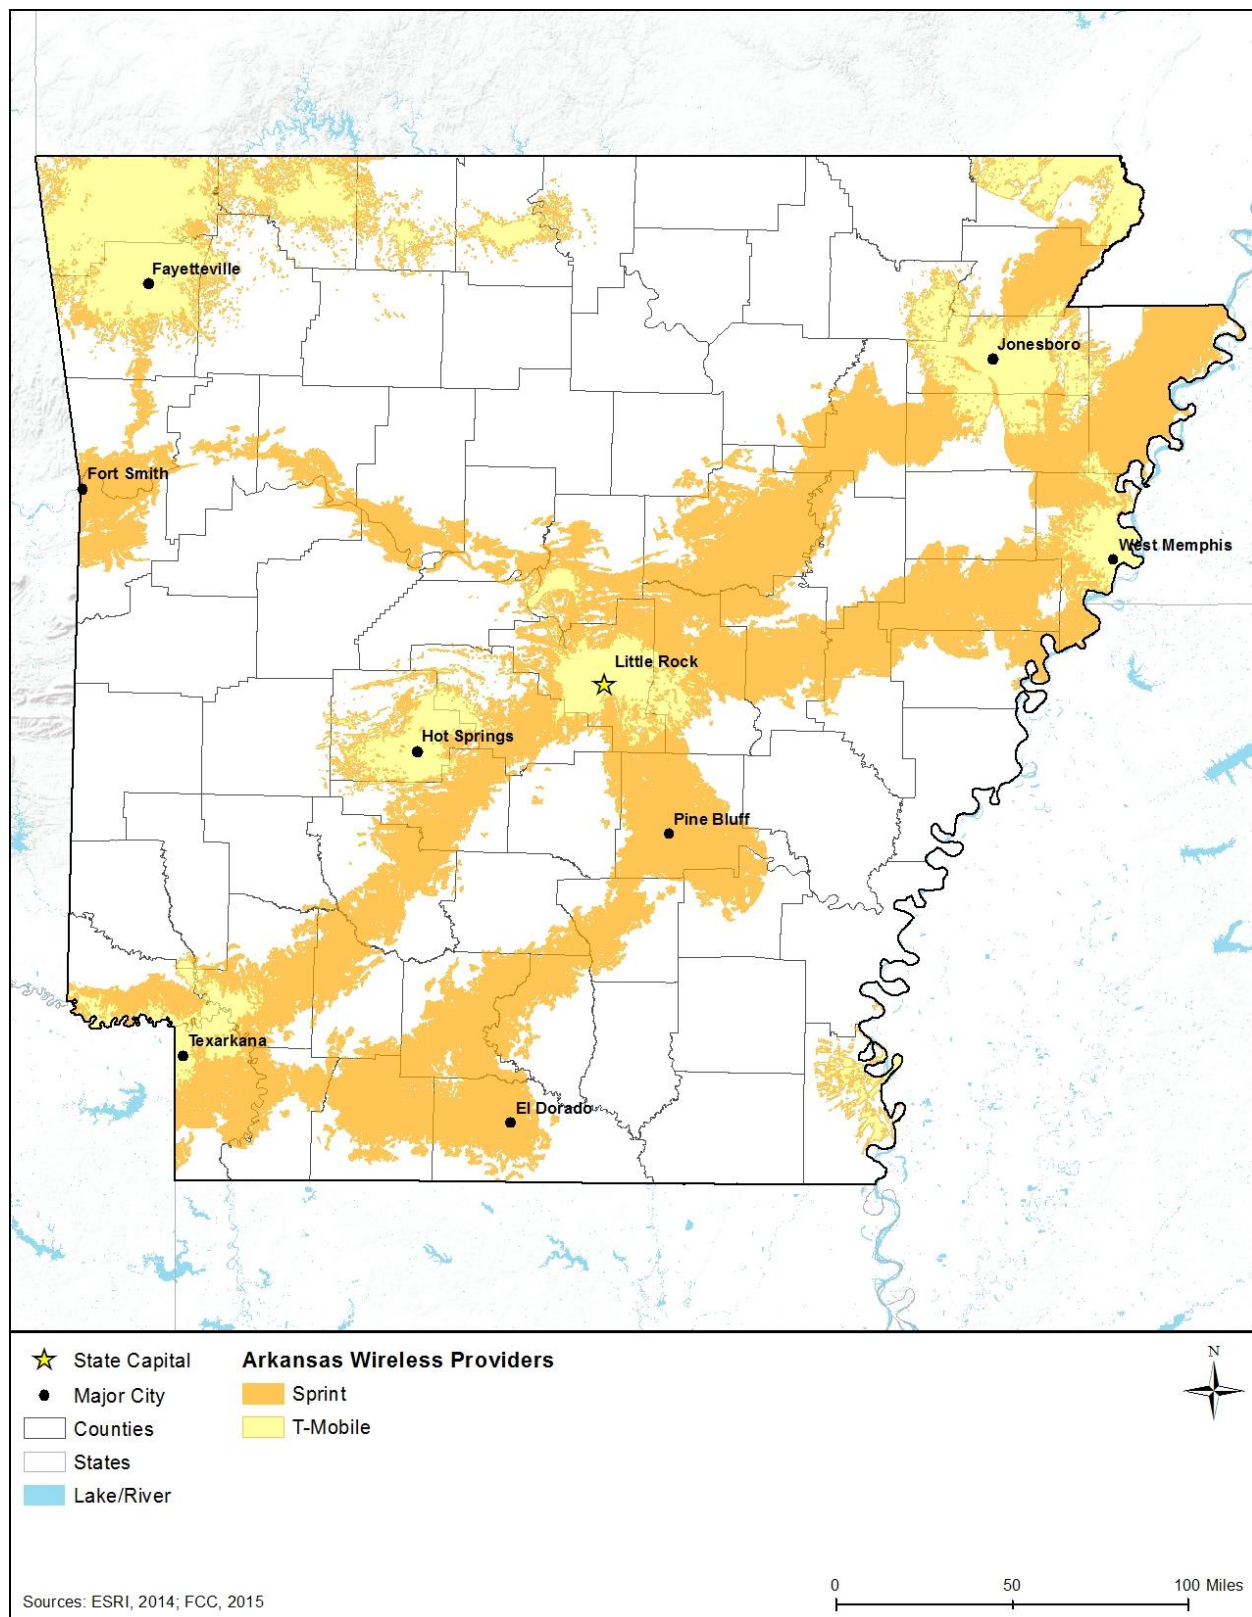 Fayetteville
Jonesboro
Fort Smith
West Memphis
Little Rock
Hot Springs
Pine Bluff
Texarkana
El Dorado
State Capital
Major City
Counties
States
Lake/River
Arkansas Wireless Providers
Sprint
T-Mobile
N
0 50 100 Miles
Sources: ESRI, 2014; FCC, 2015